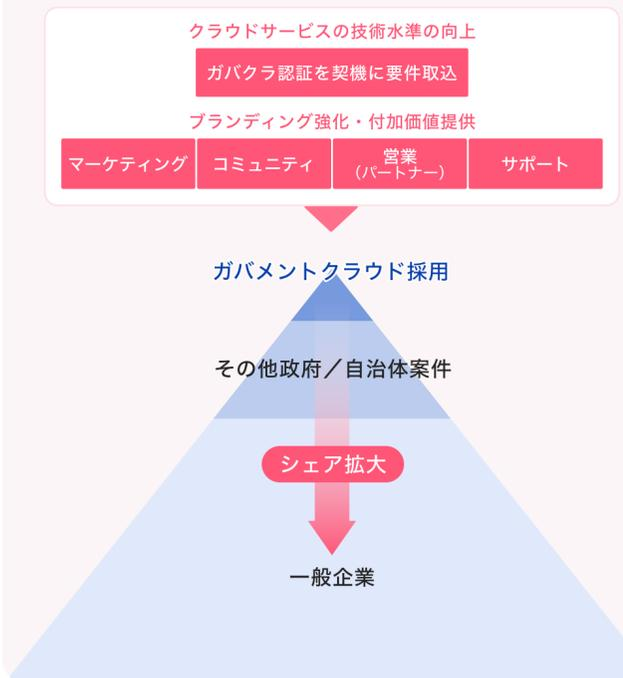 クラウドサービスの技術水準の向上
ガバクラ認証を契機に要件取込
ブランディング強化・付加価値提供
マーケティング
コミュニティ
営業
（パートナー）
サポート
ガバメントクラウド採用
その他政府／自治体案件
シェア拡大
一般企業